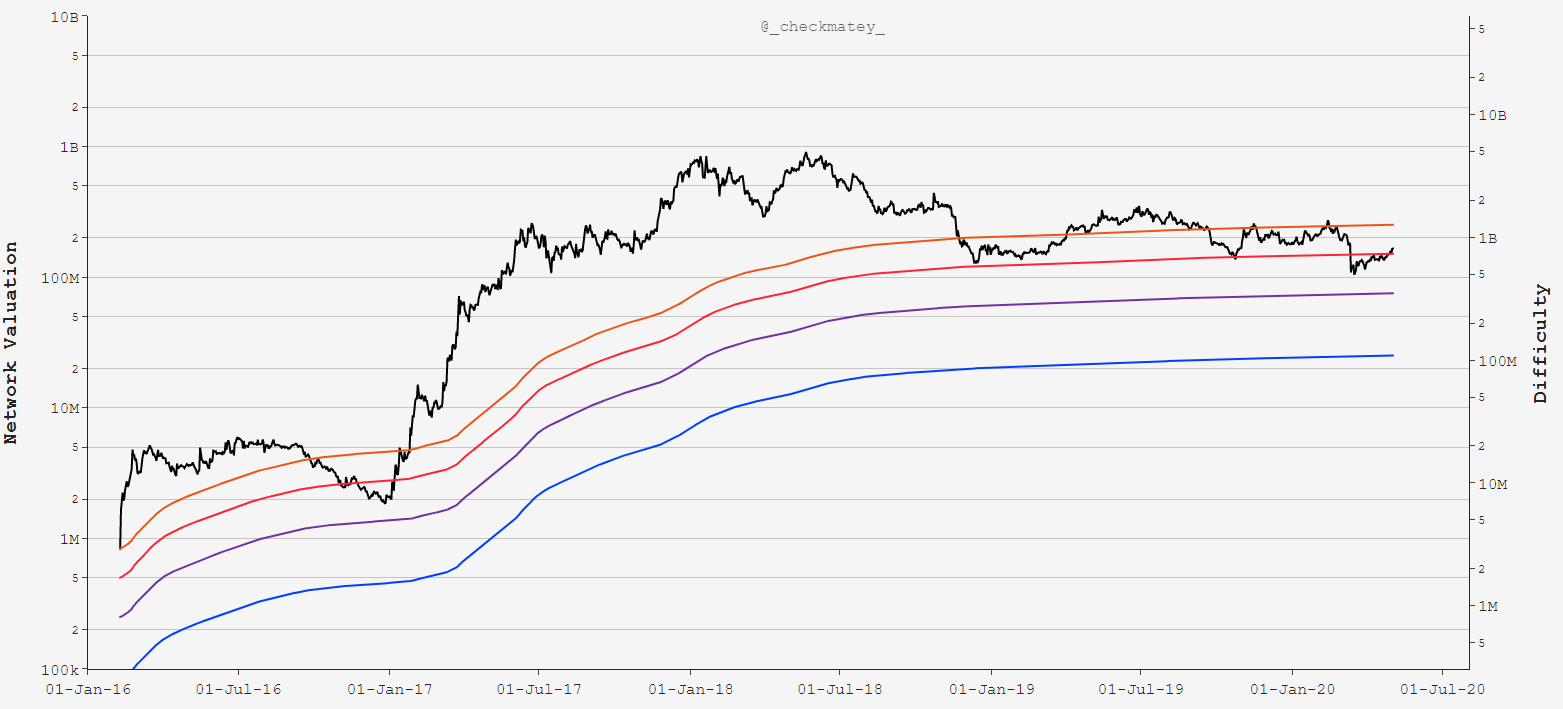 @_checkmatey_
Network Valuation
10B
5
2
1B
5
2
100M
5
2
10M
5
2
1M
5
2
100k
01-Jan-16
01-Jul-16
01-Jan-17
01-Jul-17
01-Jan-18
01-Jul-18
01-Jan-19
01-Jul-19
01-Jan-20
01-Jul-20
5
2
10B
5
2
1B
5
2
100M
5
2
10M
5
2
1M
5
Difficulty